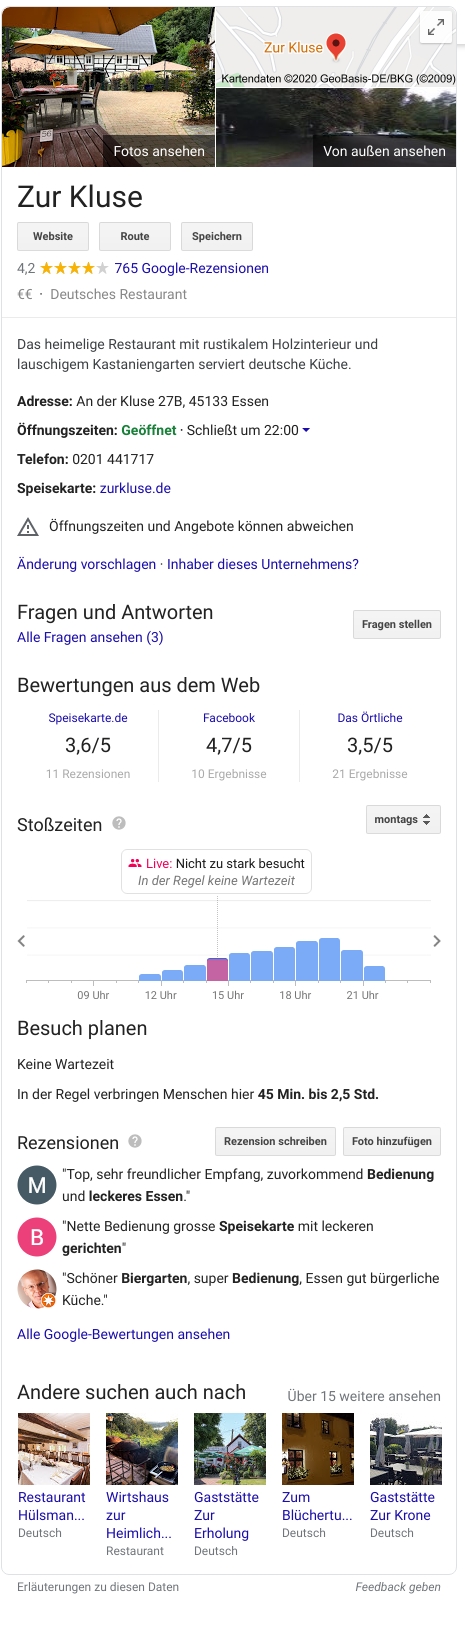 Zur Kluse
Kartendaten ©2020 GeoBasis-DE/BKG (©2009)
56
Fotos ansehen
Von außen ansehen
Zur Kluse
Website
Route
Speichern
4,2
765 Google-Rezensionen
€€ · Deutsches Restaurant
Das heimelige Restaurant mit rustikalem Holzinterieur und
lauschigem Kastaniengarten serviert deutsche Küche.
Adresse: An der Kluse 27B, 45133 Essen
Öffnungszeiten: Geöffnet · Schließt um 22:00
Telefon: 0201 441717
Speisekarte: zurkluse.de
Öffnungszeiten und Angebote können abweichen
Änderung vorschlagen · Inhaber dieses Unternehmens?
Fragen und Antworten
Alle Fragen ansehen (3)
Fragen stellen
Bewertungen aus dem Web
Speisekarte.de
3,6/5
11 Rezensionen
Facebook
4,7/5
10 Ergebnisse
Das Örtliche
3,5/5
21 Ergebnisse
Stoßzeiten ?
montags
Live: Nicht zu stark besucht
In der Regel keine Wartezeit
09 Uhr
12 Uhr
15 Uhr
18 Uhr
21 Uhr
Besuch planen
Keine Wartezeit
In der Regel verbringen Menschen hier 45 Min. bis 2,5 Std.
Rezensionen ?
Rezension schreiben
Foto hinzufügen
M
"Top, sehr freundlicher Empfang, zuvorkommend Bedienung
und leckeres Essen."
B
"Nette Bedienung grosse Speisekarte mit leckeren
gerichten"
"Schöner Biergarten, super Bedienung, Essen gut bürgerliche
Küche."
Alle Google-Bewertungen ansehen
Andere suchen auch nach
Über 15 weitere ansehen
Restaurant
Hülsman...
Deutsch
Wirtshaus
zur
Heimlich...
Restaurant
Gaststätte
Zur
Erholung
Deutsch
Zum
Blüchertu...
Deutsch
Gaststätte
Zur Krone
Deutsch
Erläuterungen zu diesen Daten
Feedback geben